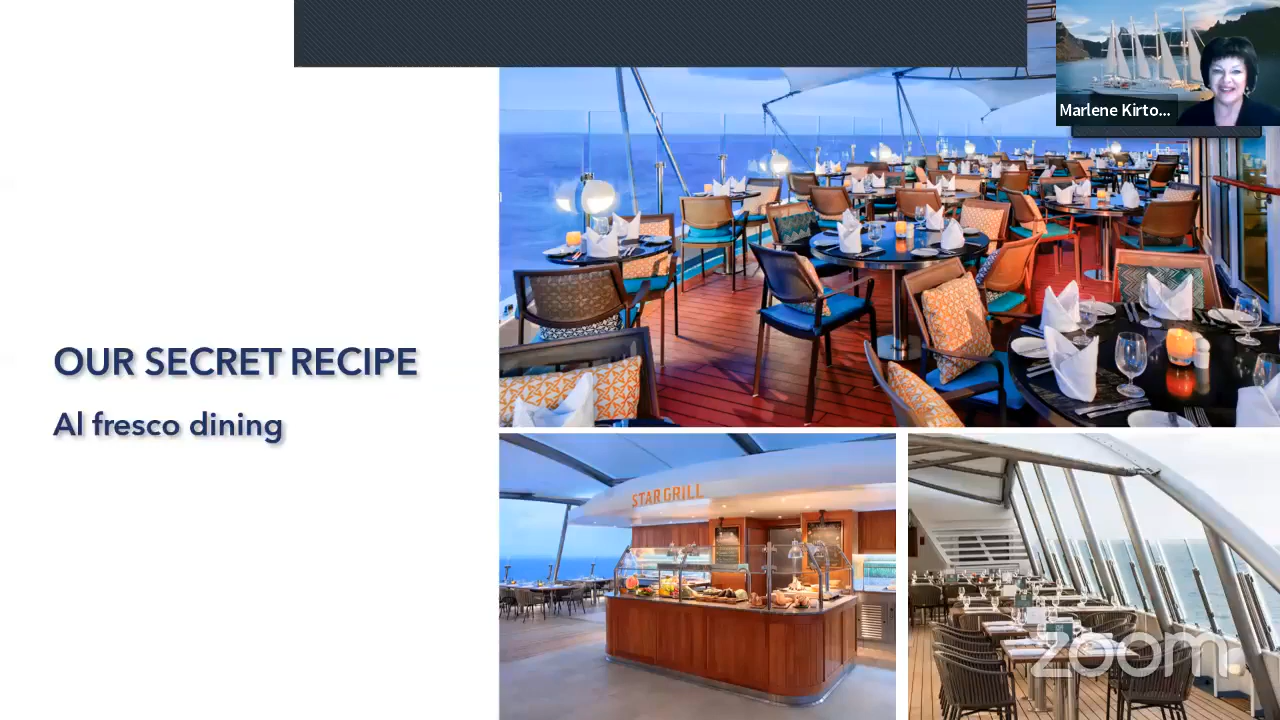 Marlene Kirto...
OUR SECRET RECIPE
Al fresco dining
STAR GRILL
zoom